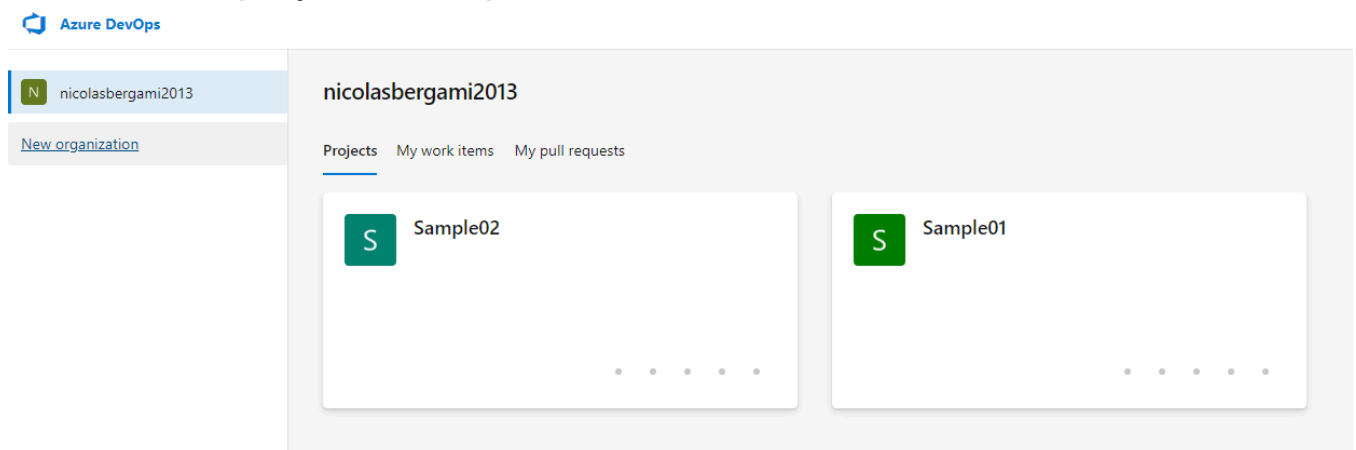 Azure DevOps
N nicolasbergami2013
New organization
nicolasbergami2013
Projects My work items My pull requests
S Sample02
S Sample01